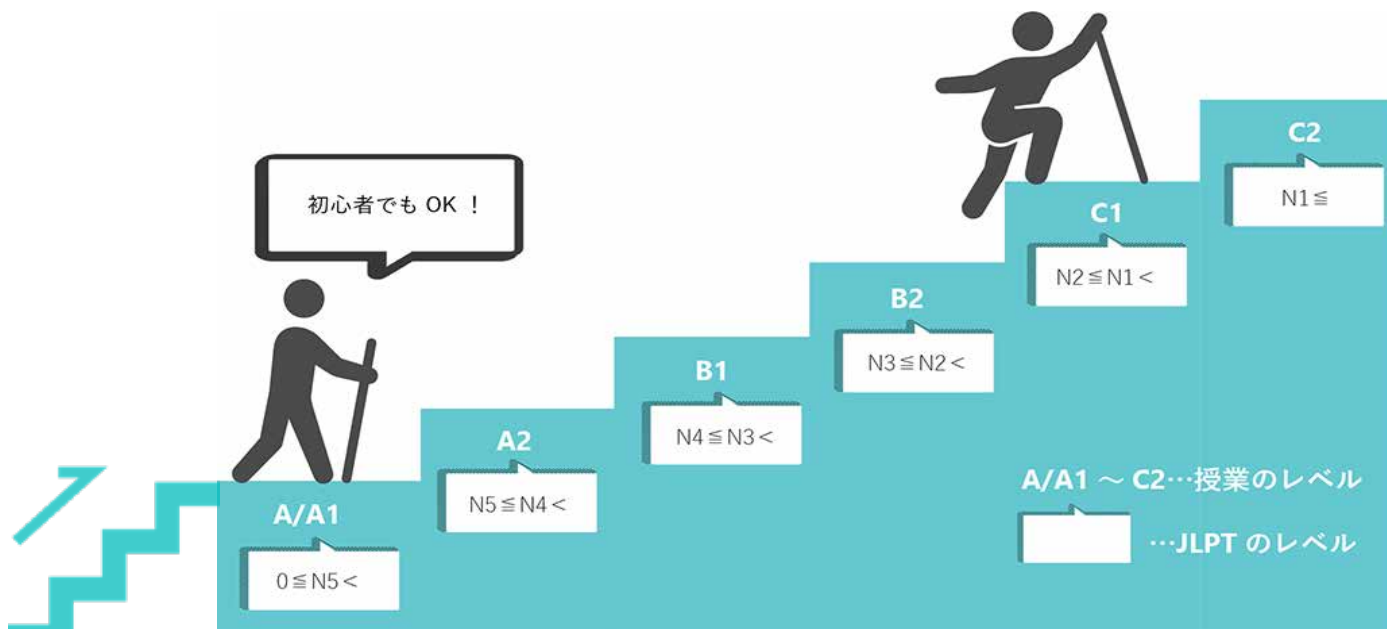 初心者でも OK ！
A/A1
0≦N5<
A2
N5≦N4<
B1
N4≦N3<
B2
N3≦N2<
C1
N2≦N1<
C2
N1≦
A/A1 ～ C2…授業のレベル
…JLPT のレベル